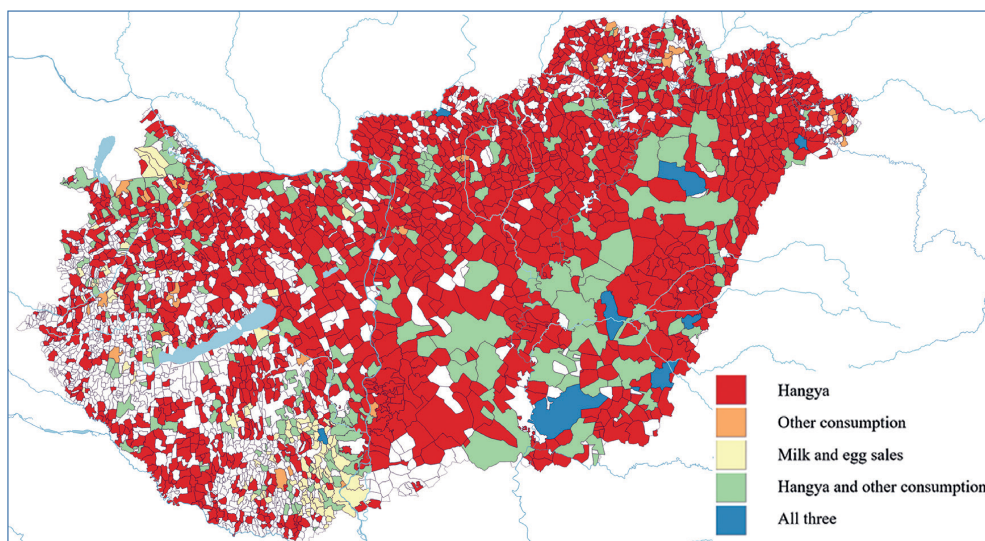 Hangya
Other consumption
Milk and egg sales
Hangya and other consumption
All three